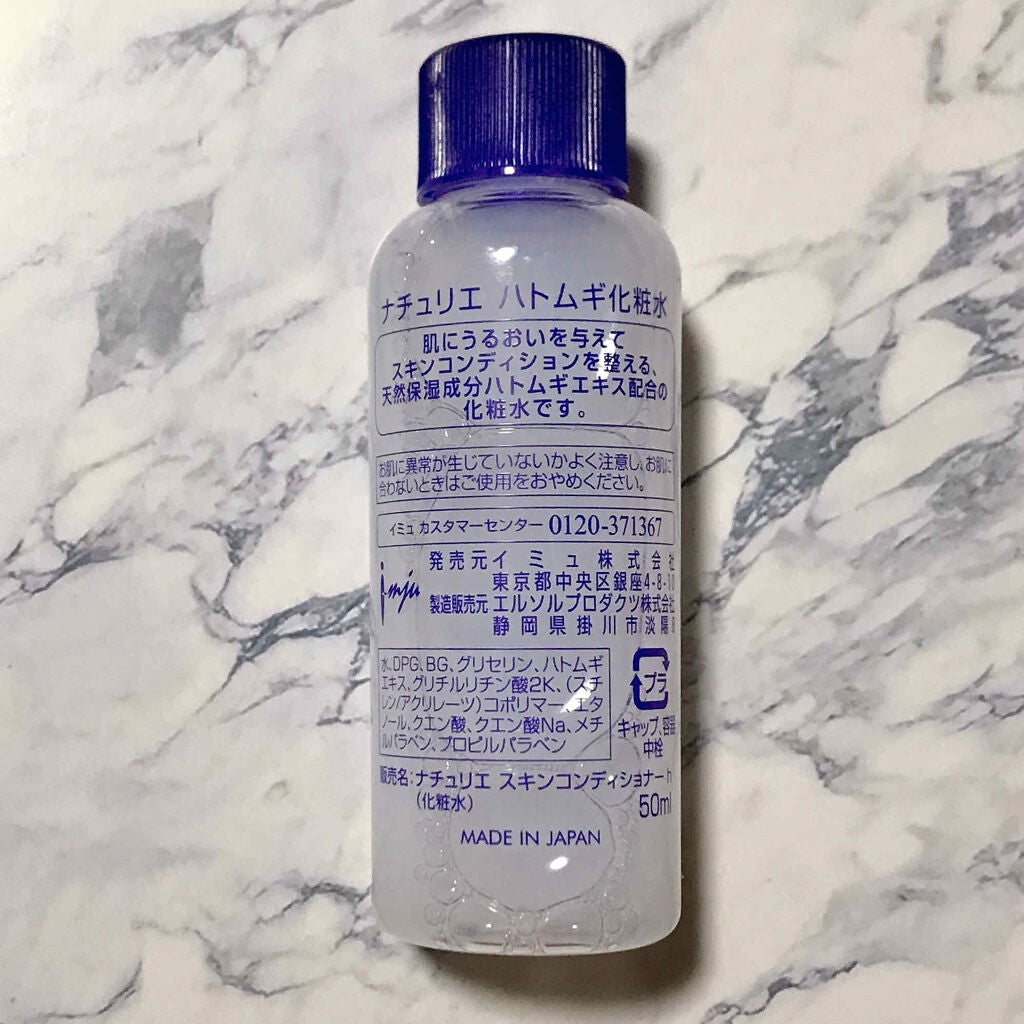 ナチュリエ ハトムギ化粧水
肌にうるおいを与えて
スキンコンディションを整える、
天然保湿成分ハトムギエキス配合の
化粧水です。
お肌に異常が生じていないかよく注意し、お肌に
合わないときはご使用をおやめください。
イミュ カスタマーセンター 0120-371367
発売元 イミュ株式会社
東京都中央区銀座4-8-10
i-mju
製造販売元 エルソルプロダクツ株式会社
静岡県掛川市淡陽8
水、DPG、BG、グリセリン、ハトムギ
エキス、グリチルリチン酸2K、(スチ
レン/アクリレーツ)コポリマー、エタ
ノール、クエン酸、クエン酸Na、メチ
ルパラベン、プロピルパラベン
プラ
キャップ、容器
中栓
販売名:ナチュリエ スキンコンディショナー h
(化粧水)
50ml
MADE IN JAPAN